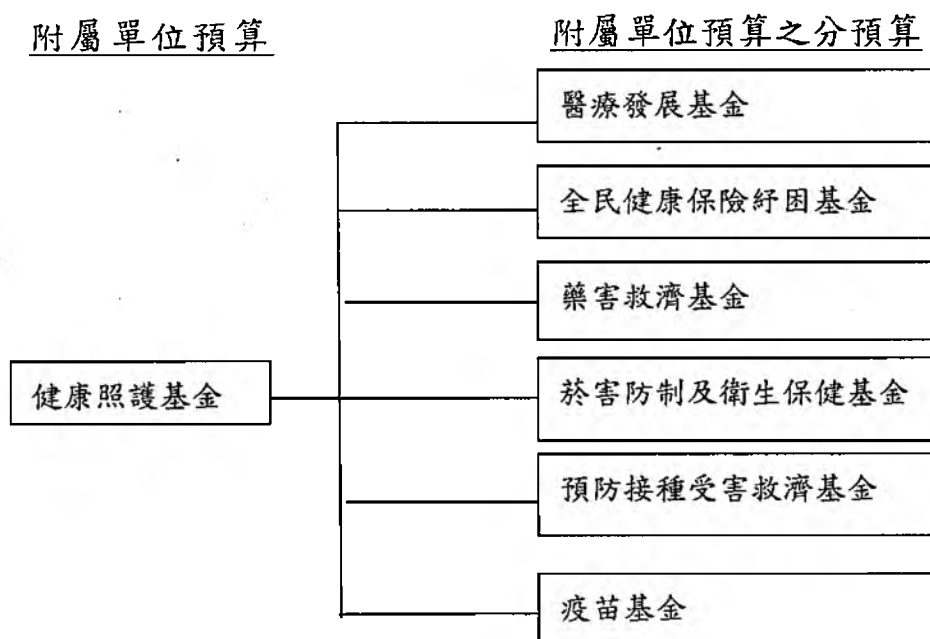 附屬單位預算
附屬單位預算之分預算
醫療發展基金
全民健康保險紓困基金
藥害救濟基金
健康照護基金
菸害防制及衛生保健基金
預防接種受害救濟基金
疫苗基金